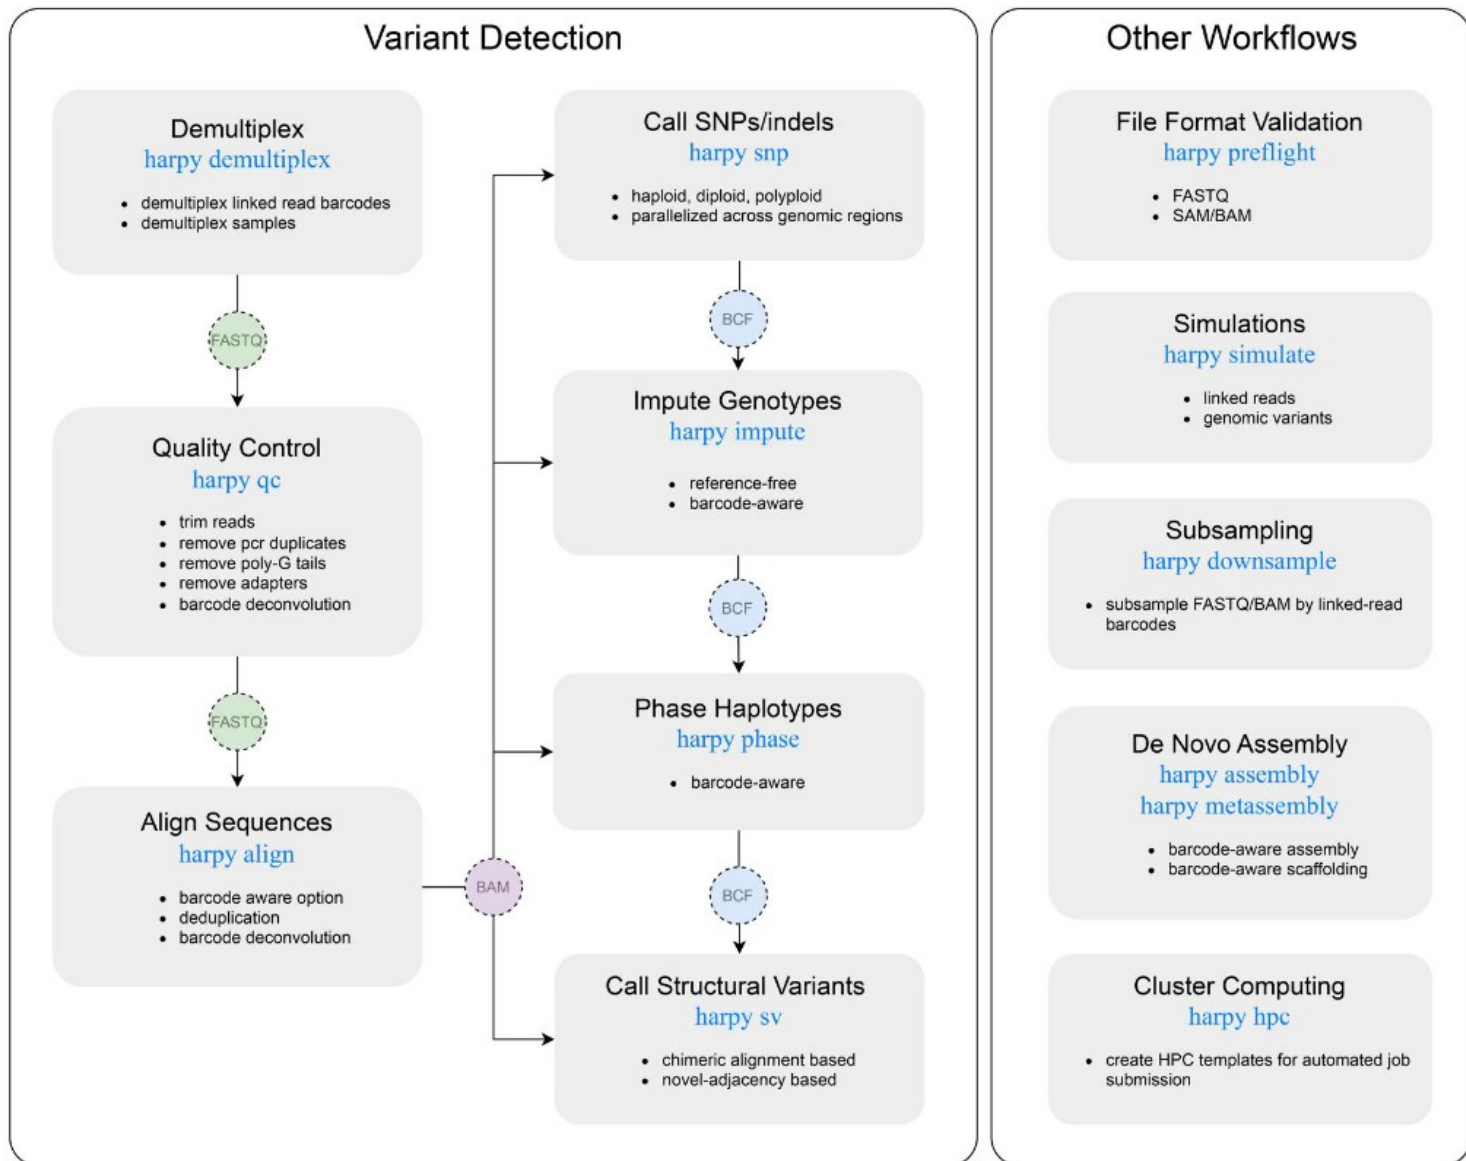 Variant Detection
Demultiplex
harpy demultiplex
• demultiplex linked read barcodes
• demultiplex samples
FASTQ
Quality Control
harpy qc
• trim reads
• remove pcr duplicates
• remove poly-G tails
• remove adapters
• barcode deconvolution
FASTQ
Align Sequences
harpy align
• barcode aware option
• deduplication
• barcode deconvolution
BAM
Call SNPs/indels
harpy snp
• haploid, diploid, polyploid
• parallelized across genomic regions
BCF
Impute Genotypes
harpy impute
• reference-free
• barcode-aware
BCF
Phase Haplotypes
harpy phase
• barcode-aware
BCF
Call Structural Variants
harpy sv
• chimeric alignment based
• novel-adjacency based
Other Workflows
File Format Validation
harpy preflight
• FASTQ
• SAM/BAM
Simulations
harpy simulate
• linked reads
• genomic variants
Subsampling
harpy downsample
• subsample FASTQ/BAM by linked-read
barcodes
De Novo Assembly
harpy assembly
harpy metassembly
• barcode-aware assembly
• barcode-aware scaffolding
Cluster Computing
harpy hpc
• create HPC templates for automated job
submission